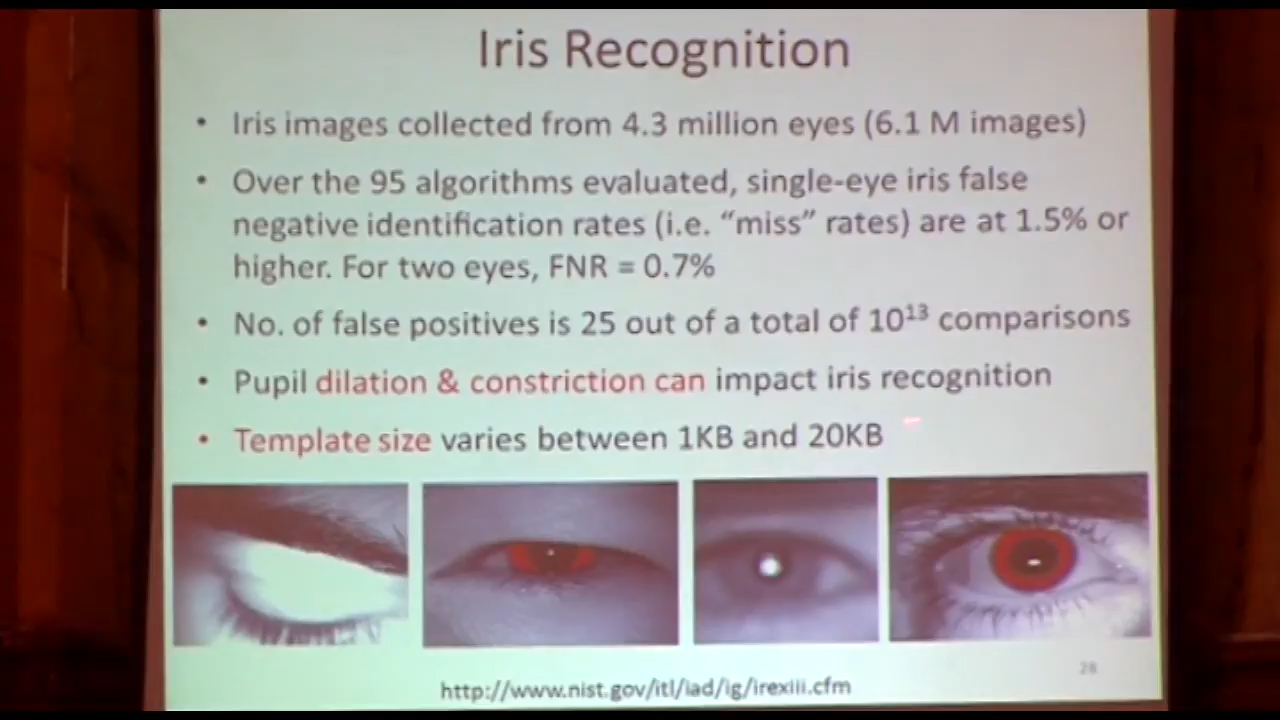 Iris Recognition
• Iris images collected from 4.3 million eyes (6.1 M images)
• Over the 95 algorithms evaluated, single-eye iris false
negative identification rates (i.e. “miss” rates) are at 1.5% or
higher. For two eyes, FNR = 0.7%
• No. of false positives is 25 out of a total of 10¹³ comparisons
• Pupil dilation & constriction can impact iris recognition
• Template size varies between 1KB and 20KB
28
http://www.nist.gov/itl/iad/ig/irexiii.cfm